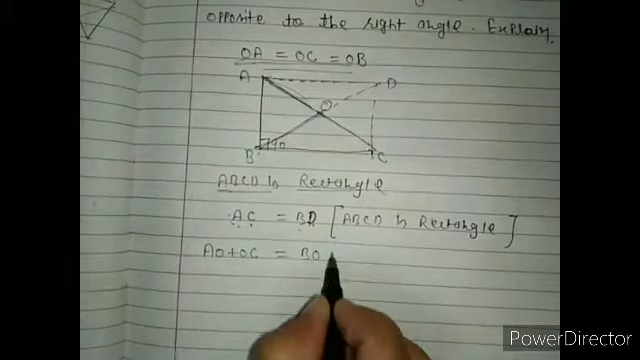 opposite to the right angle. Explain.
OA = OC = OB
A
D
O
B
90
C
ABCD is Rectangle
AC = BD [ABCD is Rectangle]
AO+OC = BO
PowerDirector